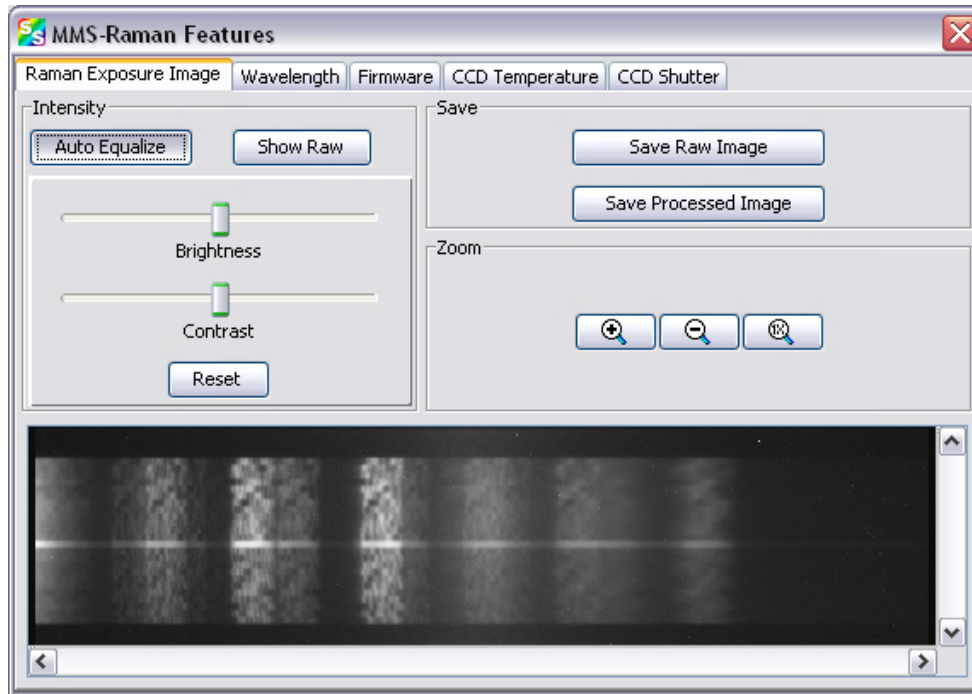 MMS-Raman Features
Raman Exposure Image Wavelength Firmware CCD Temperature CCD Shutter
Intensity
Auto Equalize Show Raw
Brightness
Contrast
Reset
Save
Save Raw Image
Save Processed Image
Zoom
1X